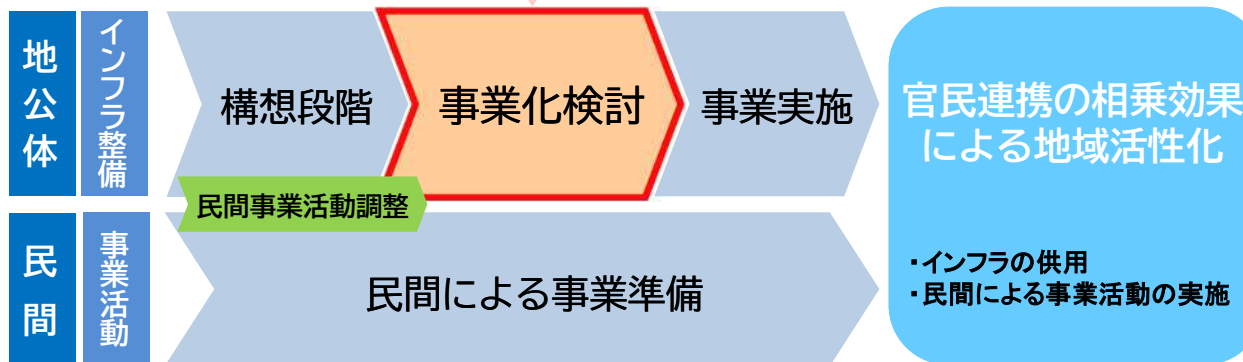 地公体
インフラ整備
構想段階
事業化検討
事業実施
民間事業活動調整
民間
事業活動
民間による事業準備
官民連携の相乗効果
による地域活性化
・インフラの供用
・民間による事業活動の実施